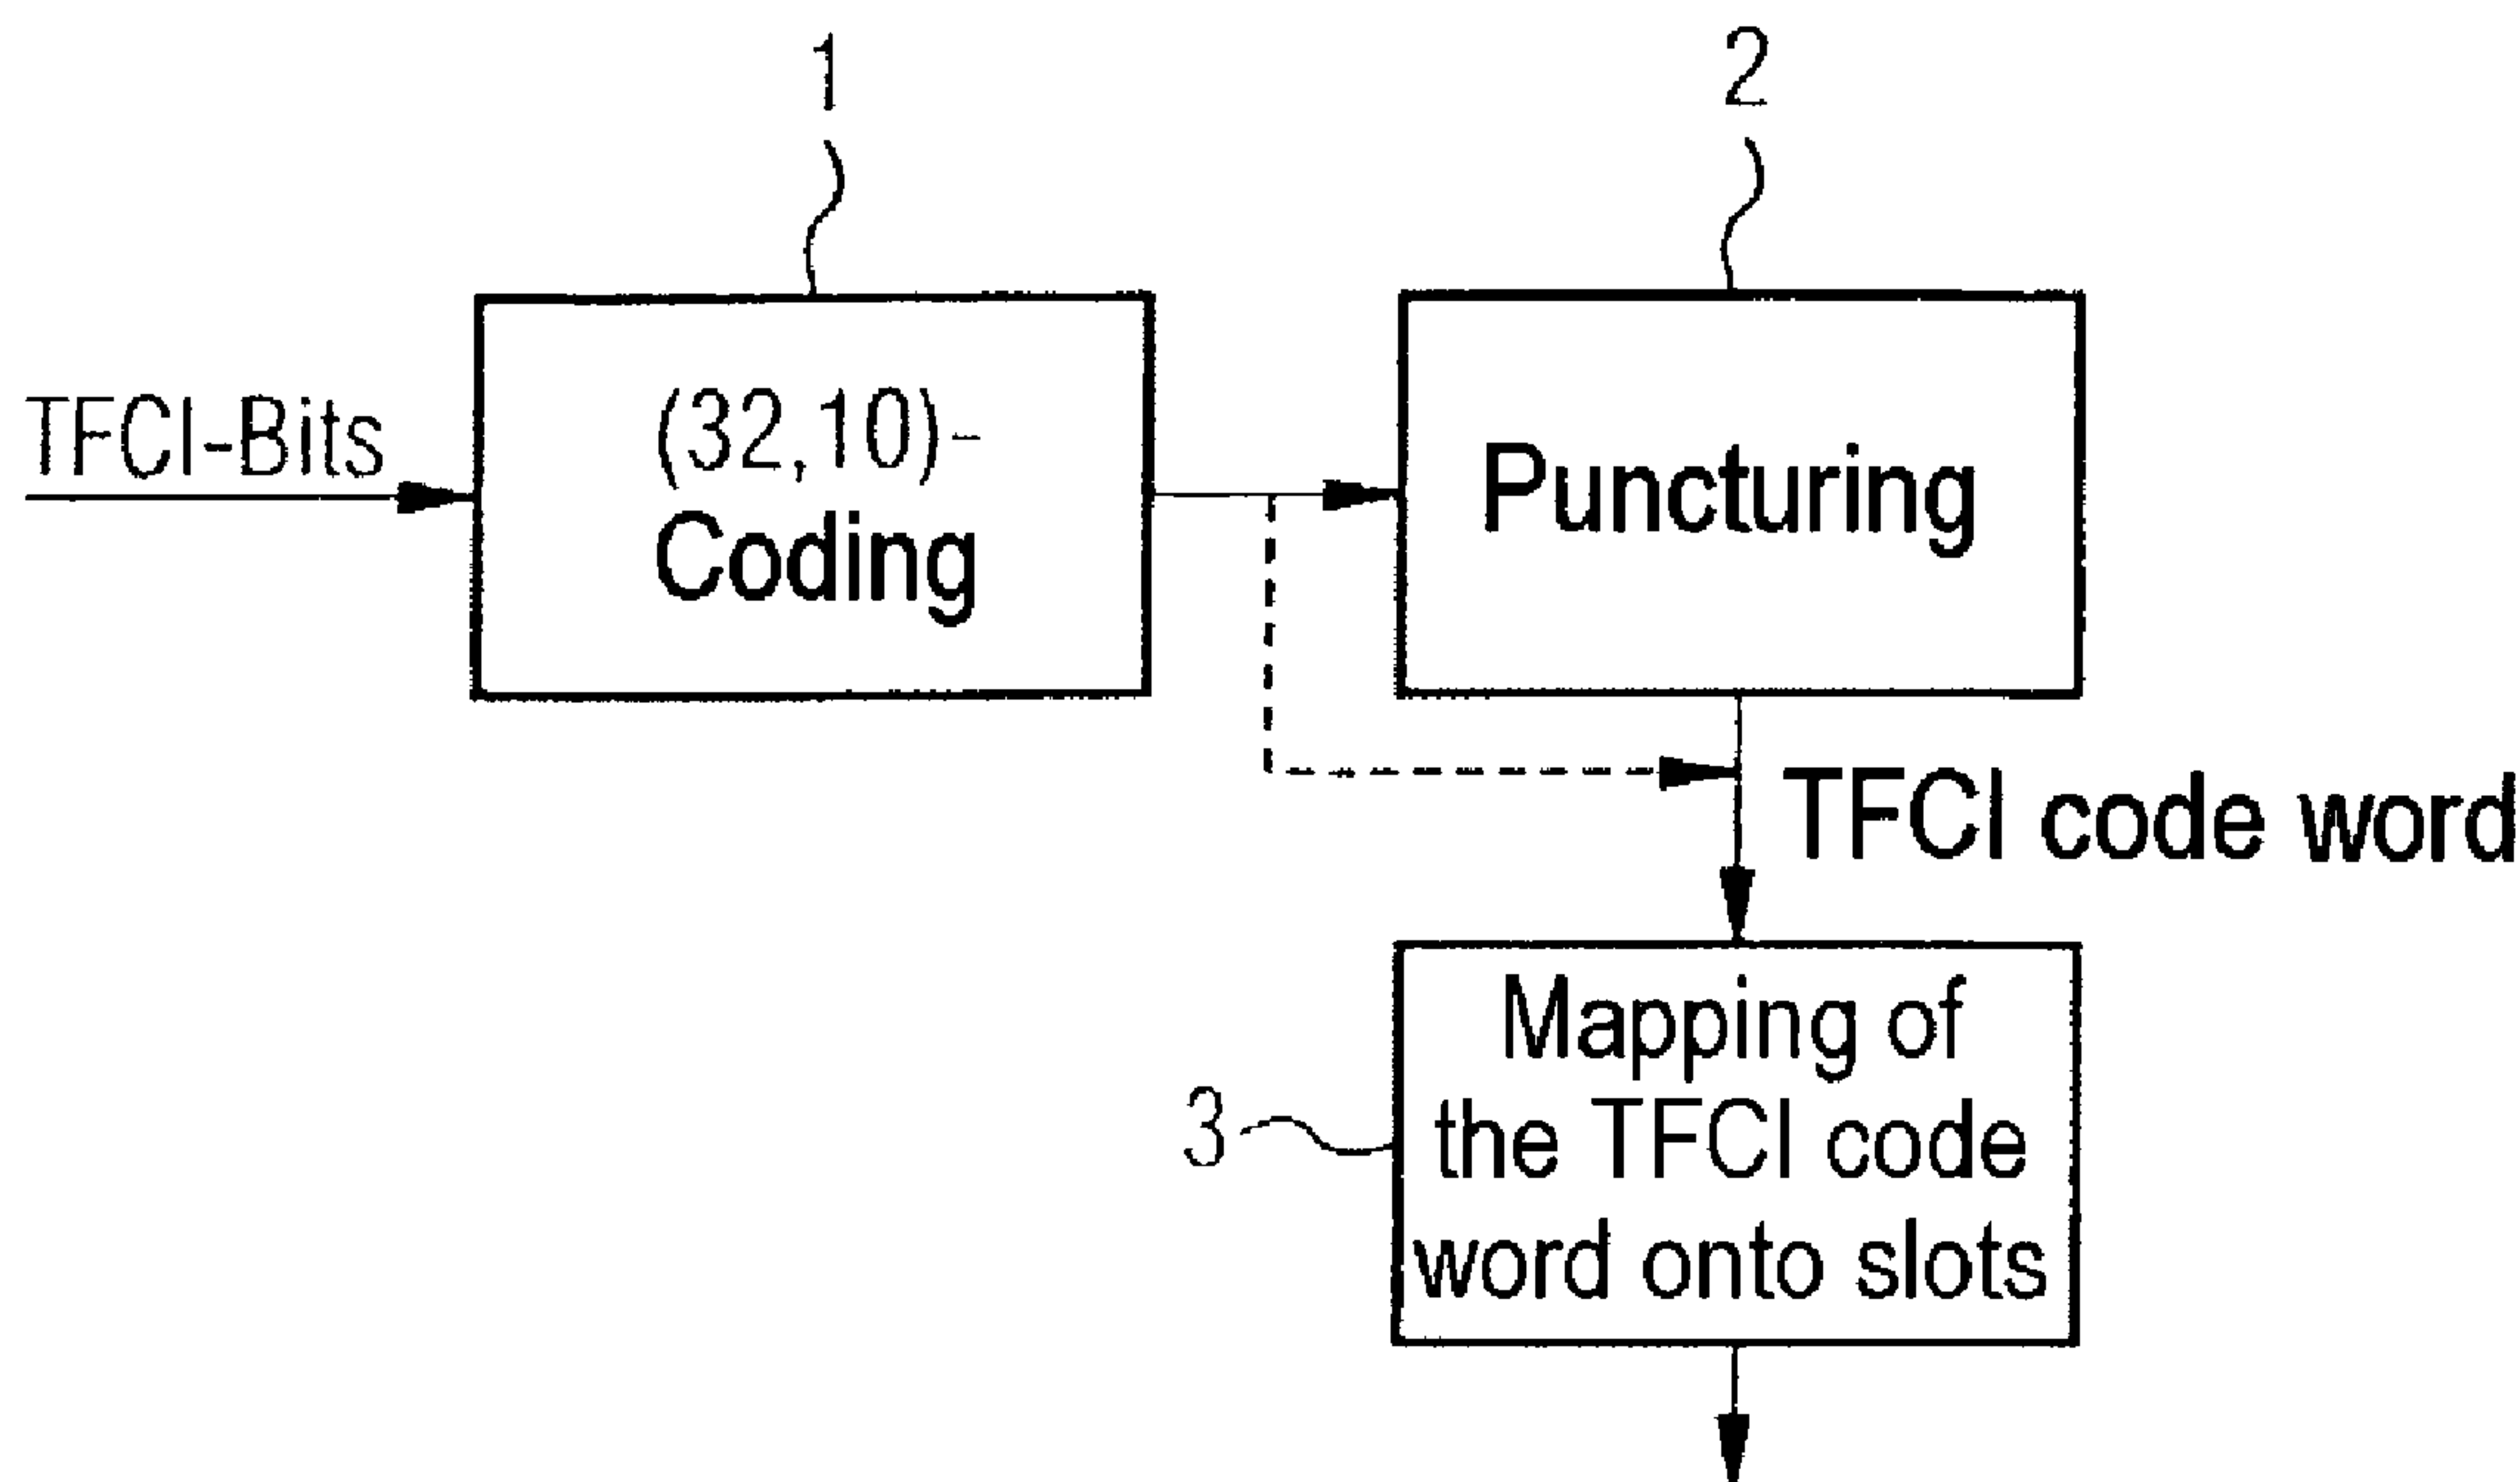 1
2
TFCI-Bits
(32,10)-
Coding
Puncturing
TFCI code word
Mapping of
the TFCI code
word onto slots
3